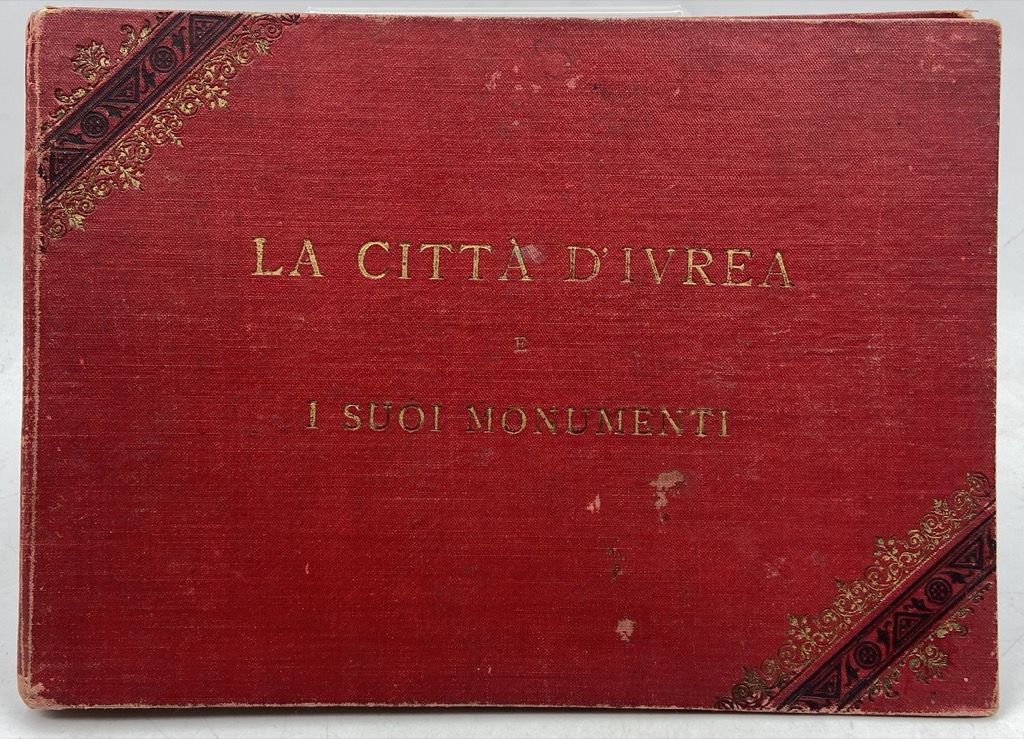 LA CITTÀ D'IVREA
E
I SUOI MONUMENTI